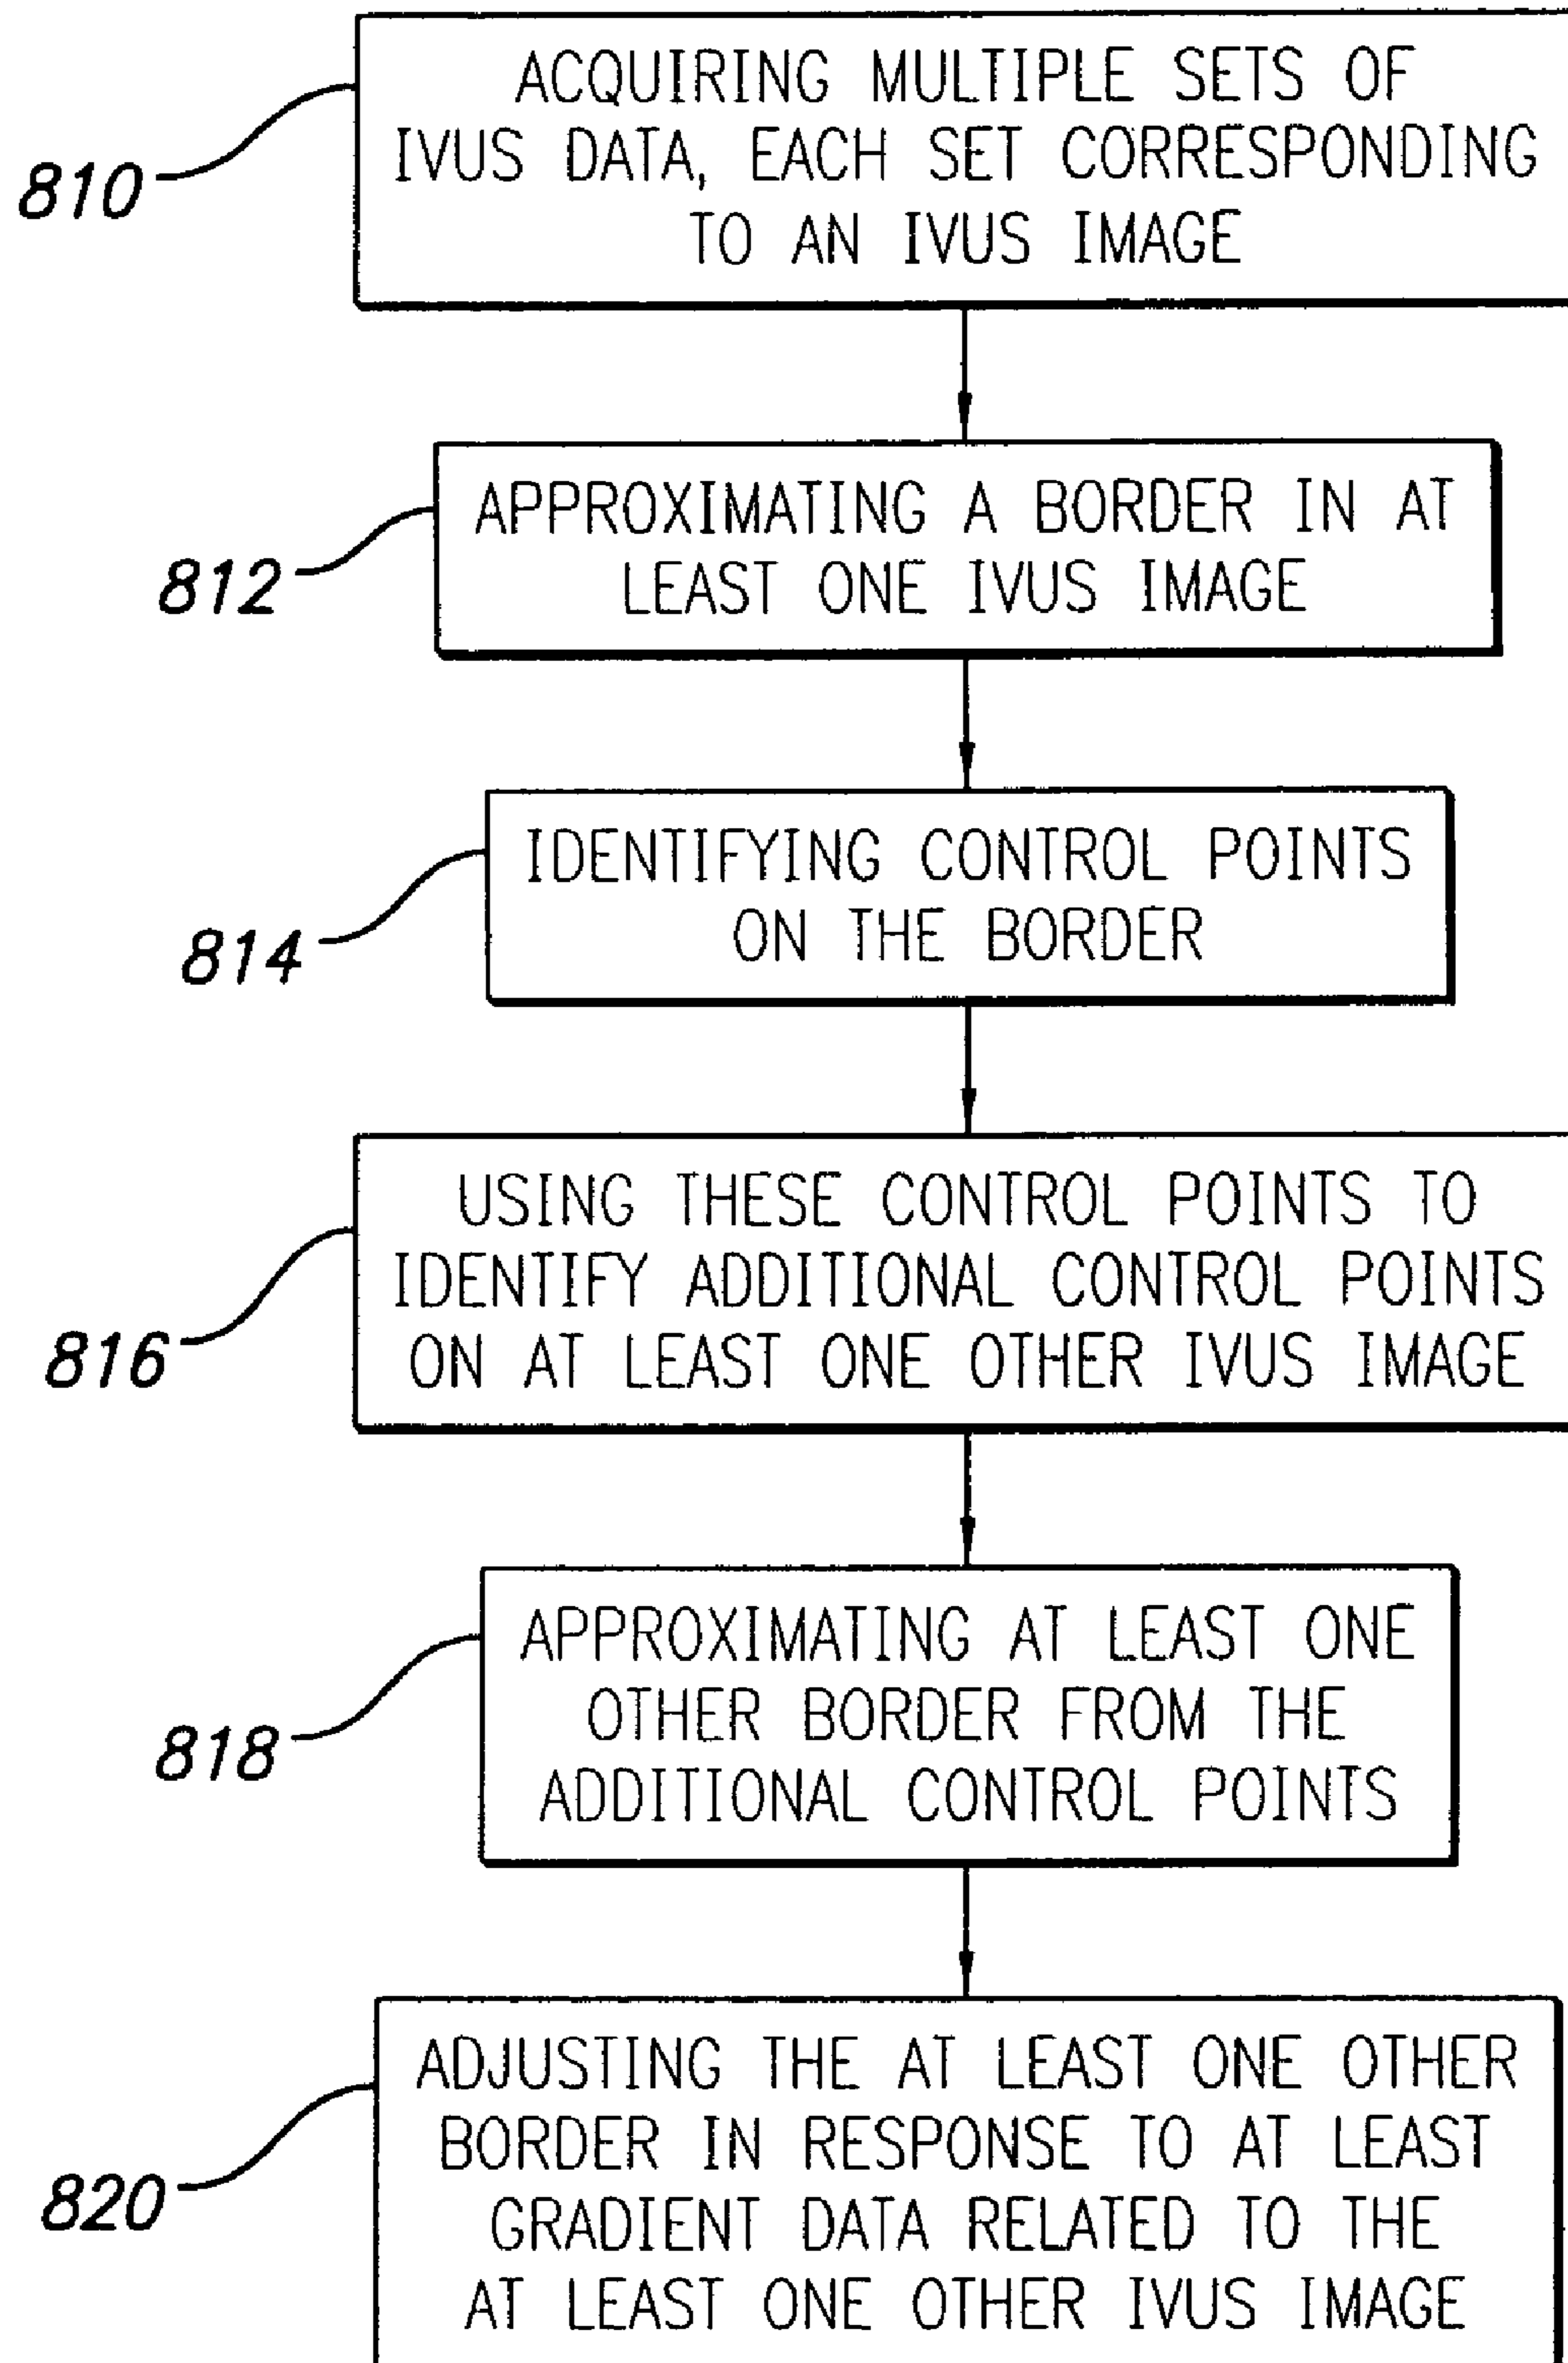 ACQUIRING MULTIPLE SETS OF
IVUS DATA, EACH SET CORRESPONDING
TO AN IVUS IMAGE
810
APPROXIMATING A BORDER IN AT
LEAST ONE IVUS IMAGE
812
IDENTIFYING CONTROL POINTS
ON THE BORDER
814
USING THESE CONTROL POINTS TO
IDENTIFY ADDITIONAL CONTROL POINTS
ON AT LEAST ONE OTHER IVUS IMAGE
816
APPROXIMATING AT LEAST ONE
OTHER BORDER FROM THE
ADDITIONAL CONTROL POINTS
818
ADJUSTING THE AT LEAST ONE OTHER
BORDER IN RESPONSE TO AT LEAST
GRADIENT DATA RELATED TO THE
AT LEAST ONE OTHER IVUS IMAGE
820